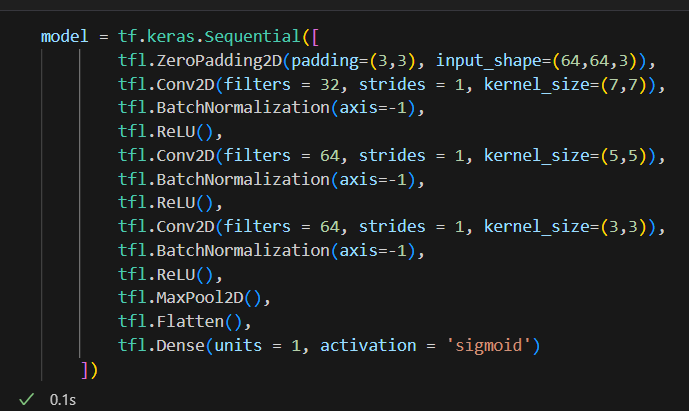 model = tf.keras.Sequential([
tfl.ZeroPadding2D(padding=(3,3), input_shape=(64,64,3)),
tfl.Conv2D(filters = 32, strides = 1, kernel_size=(7,7)),
tfl.BatchNormalization(axis=-1),
tfl.ReLU(),
tfl.Conv2D(filters = 64, strides = 1, kernel_size=(5,5)),
tfl.BatchNormalization(axis=-1),
tfl.ReLU(),
tfl.Conv2D(filters = 64, strides = 1, kernel_size=(3,3)),
tfl.BatchNormalization(axis=-1),
tfl.ReLU(),
tfl.MaxPool2D(),
tfl.Flatten(),
tfl.Dense(units = 1, activation = 'sigmoid')
])
0.1s